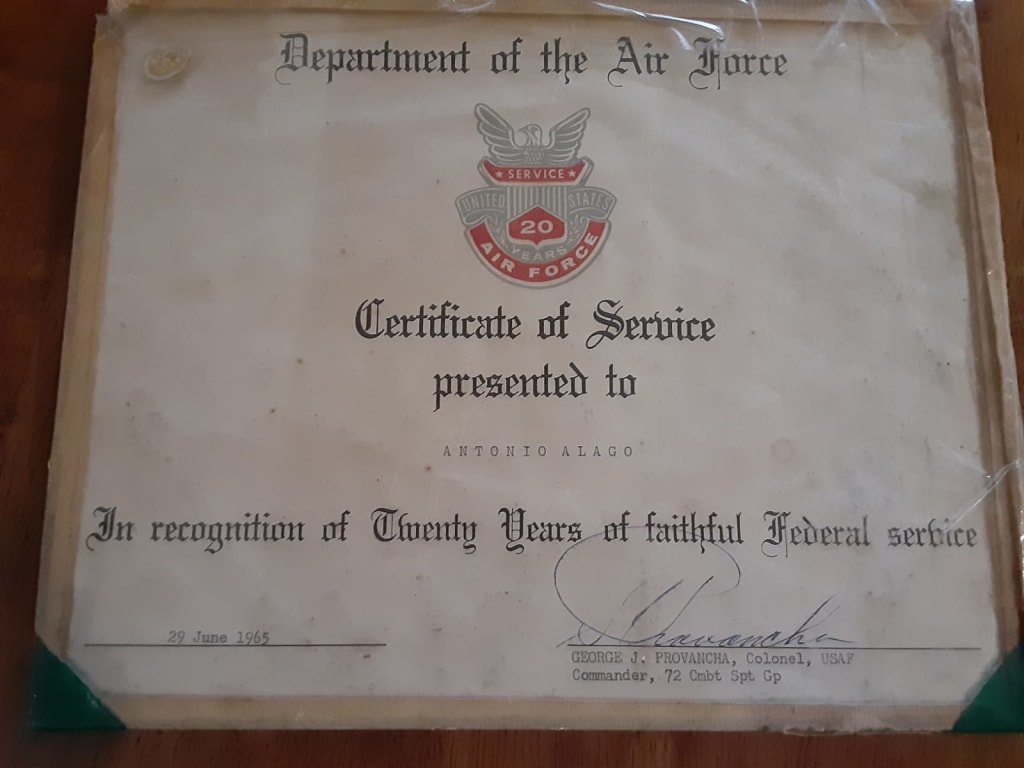 Department of the Air Force
SERVICE
UNITED STATES
20
YEARS
AIR FORCE
Certificate of Service
presented to
ANTONIO ALAGO
In recognition of Twenty Years of faithful Federal service
29 June 1965
GEORGE J. PROVANCHA, Colonel, USAF
Commander, 72 Cmbt Spt Gp